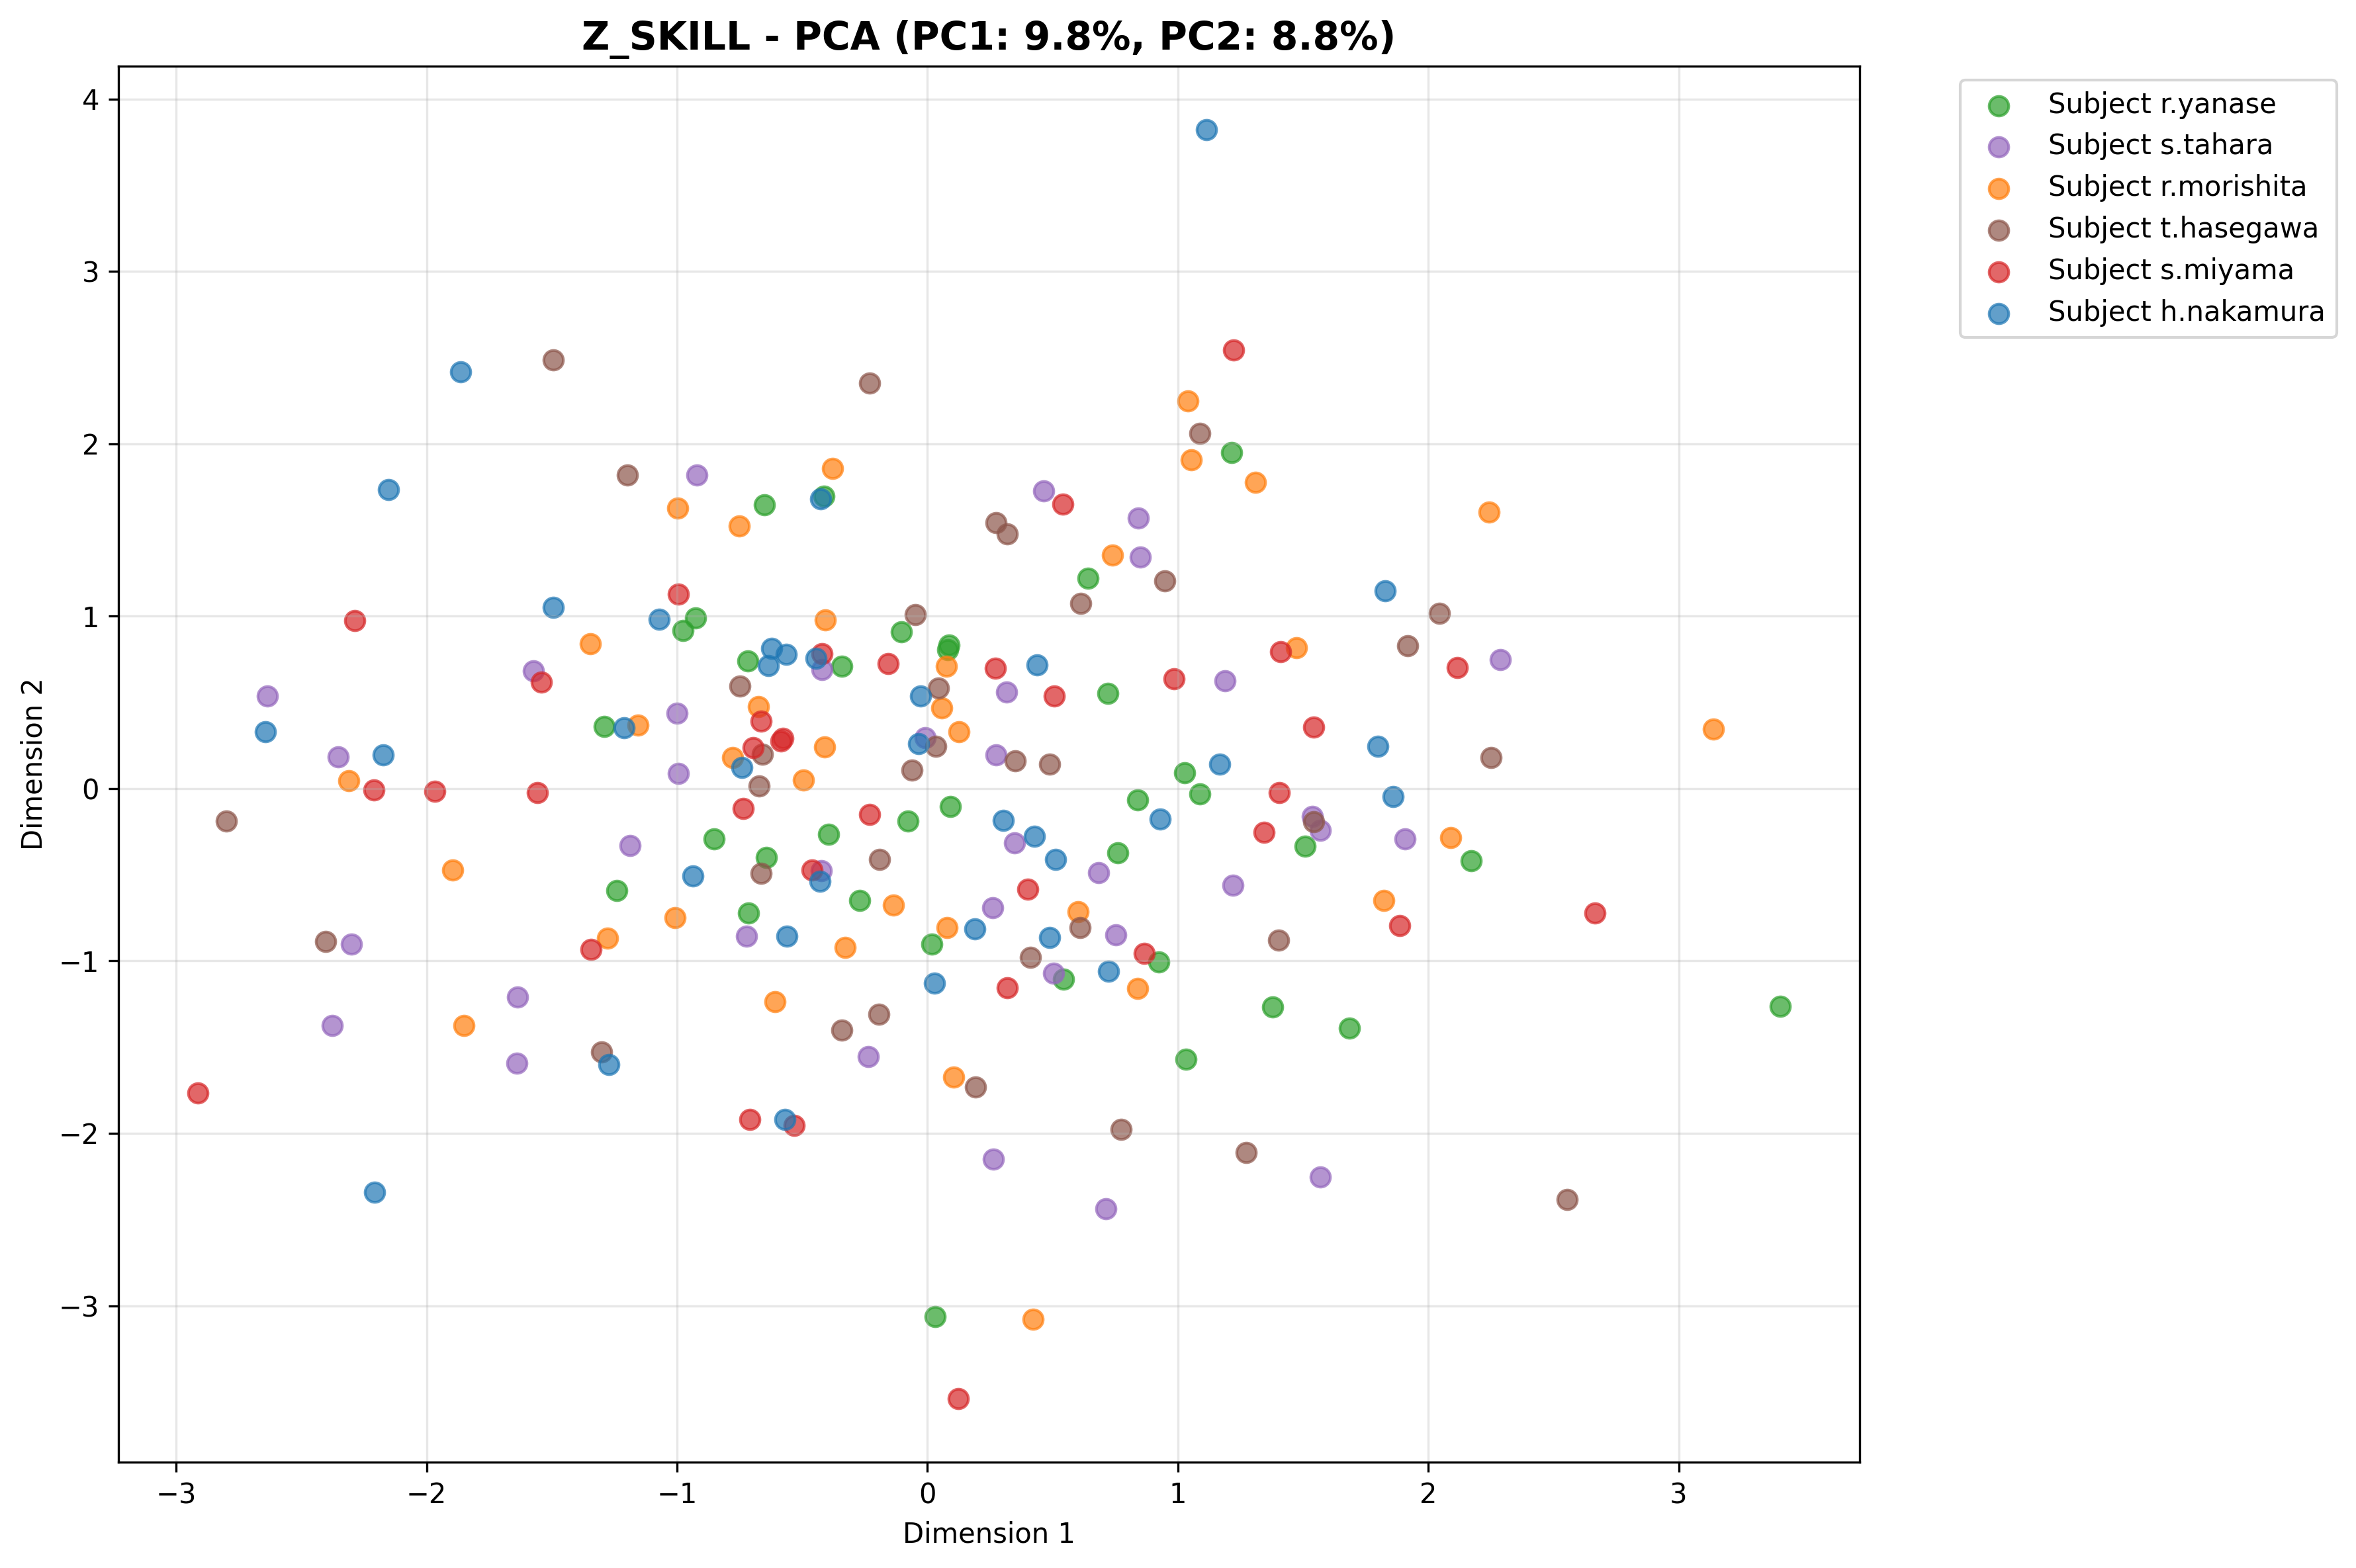 Z_SKILL - PCA (PC1: 9.8%, PC2: 8.8%)
Subject r.yanase
Subject s.tahara
Subject r.morishita
Subject t.hasegawa
Subject s.miyama
Subject h.nakamura
Dimension 2
4
3
2
1
0
−1
−2
−3
−3 −2 −1 0 1 2 3
Dimension 1